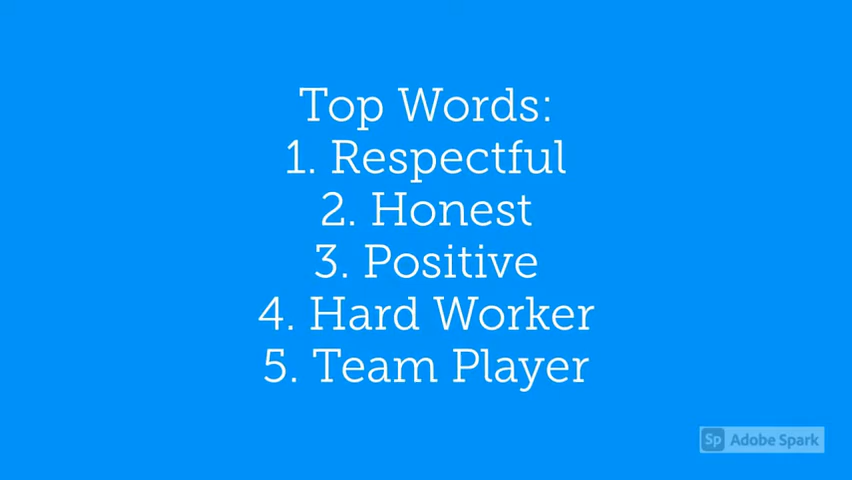 Top Words:
1. Respectful
2. Honest
3. Positive
4. Hard Worker
5. Team Player
Sp Adobe Spark